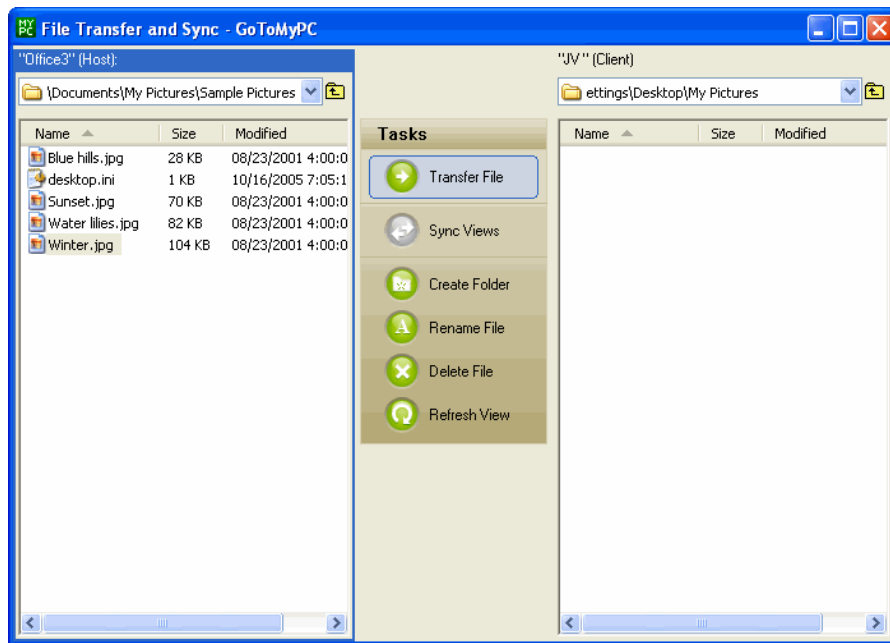 MY PC File Transfer and Sync - GoToMyPC
"Office3" (Host):
"JV" (Client)
\Documents\My Pictures\Sample Pictures
ettings\Desktop\My Pictures
Name Size Modified
Tasks
Name Size Modified
Blue hills.jpg 28 KB 08/23/2001 4:00:0
desktop.ini 1 KB 10/16/2005 7:05:1
Sunset.jpg 70 KB 08/23/2001 4:00:0
Water lilies.jpg 82 KB 08/23/2001 4:00:0
Winter.jpg 104 KB 08/23/2001 4:00:0
Transfer File
Sync Views
Create Folder
A Rename File
Delete File
Refresh View